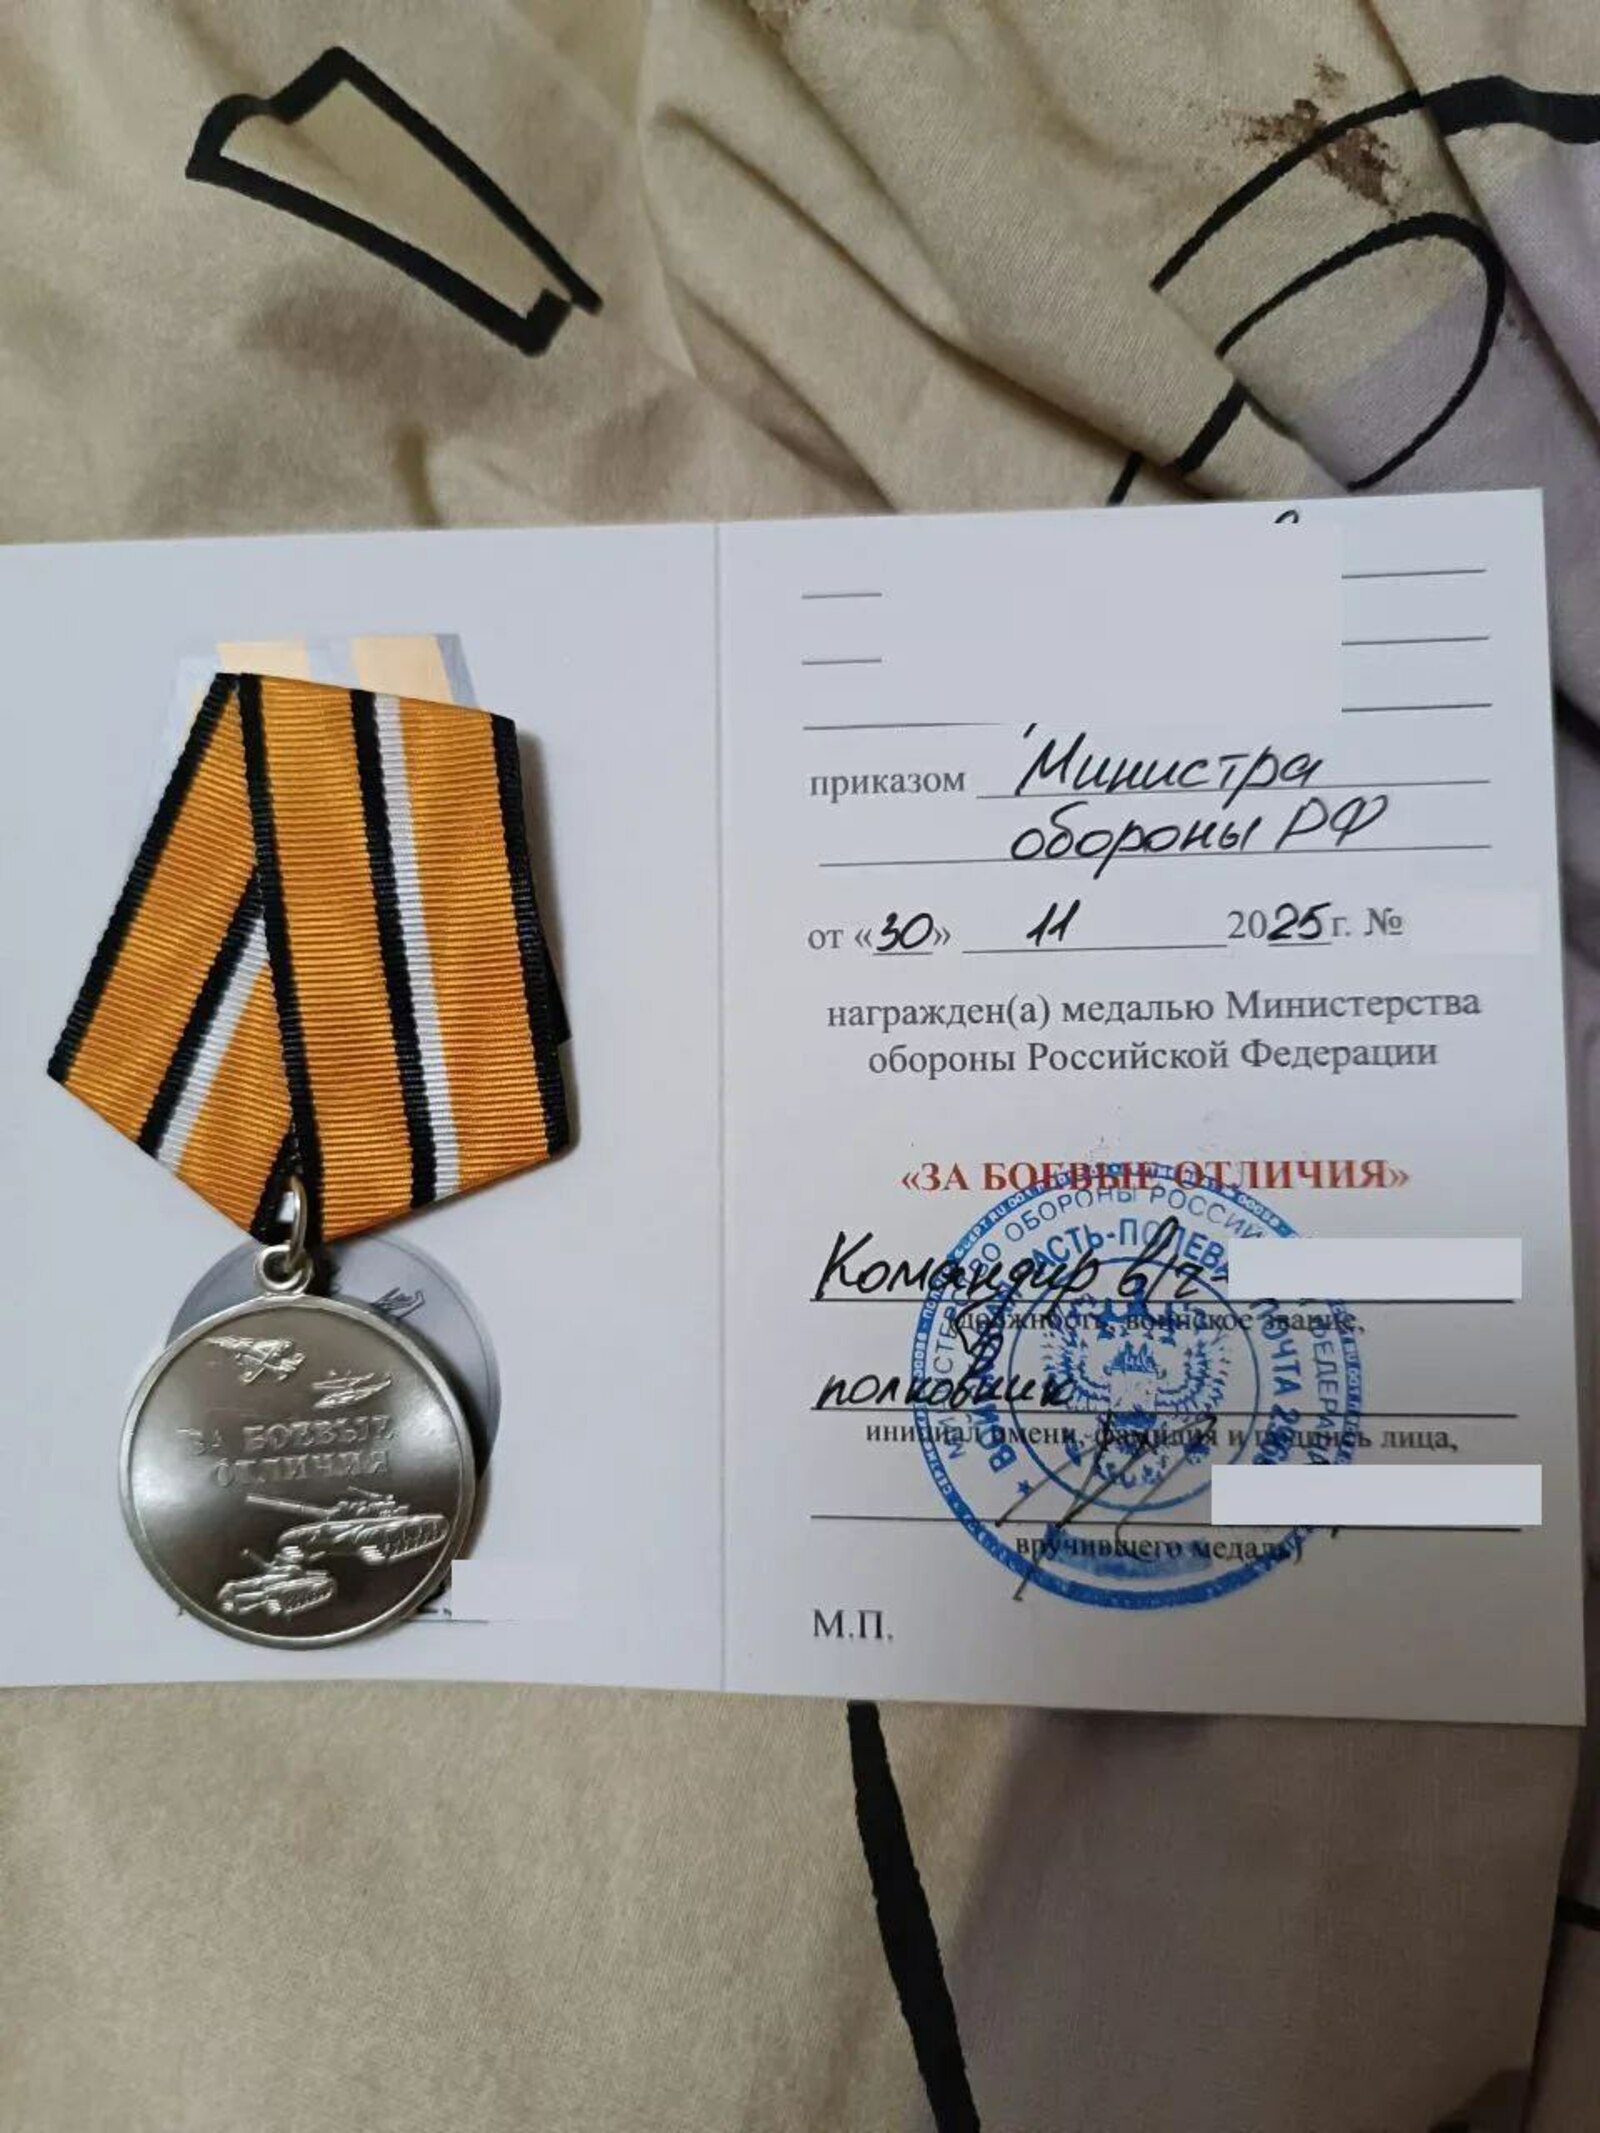 приказом Министра
обороны РФ
от «30» 11 2025 г. №
награжден(а) медалью Министерства
обороны Российской Федерации
«ЗА БОЕВЫЕ ОТЛИЧИЯ»
Командир в/ч-
(должность, воинское звание,
полковник
инициал имени, фамилия и подпись лица,
вручившего медаль)
М.П.
ЗА БОЕВЫЕ
ОТЛИЧИЯ